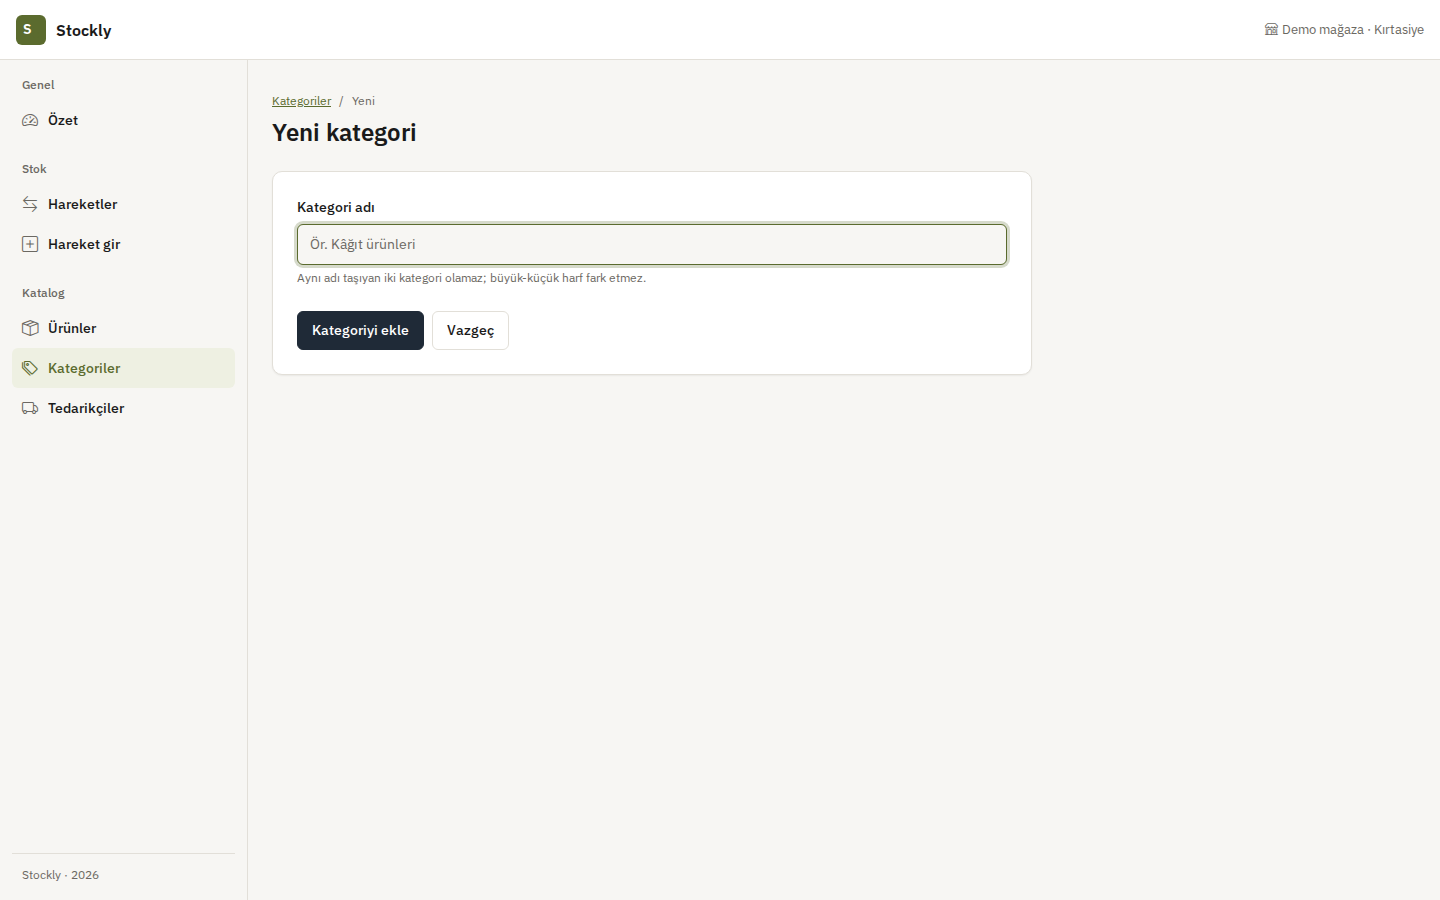 S Stockly
Demo mağaza · Kırtasiye
Genel
Özet
Stok
Hareketler
Hareket gir
Katalog
Ürünler
Kategoriler
Tedarikçiler
Stockly · 2026
Kategoriler / Yeni
Yeni kategori
Kategori adı
Ör. Kâğıt ürünleri
Aynı adı taşıyan iki kategori olamaz; büyük-küçük harf fark etmez.
Kategoriyi ekle Vazgeç